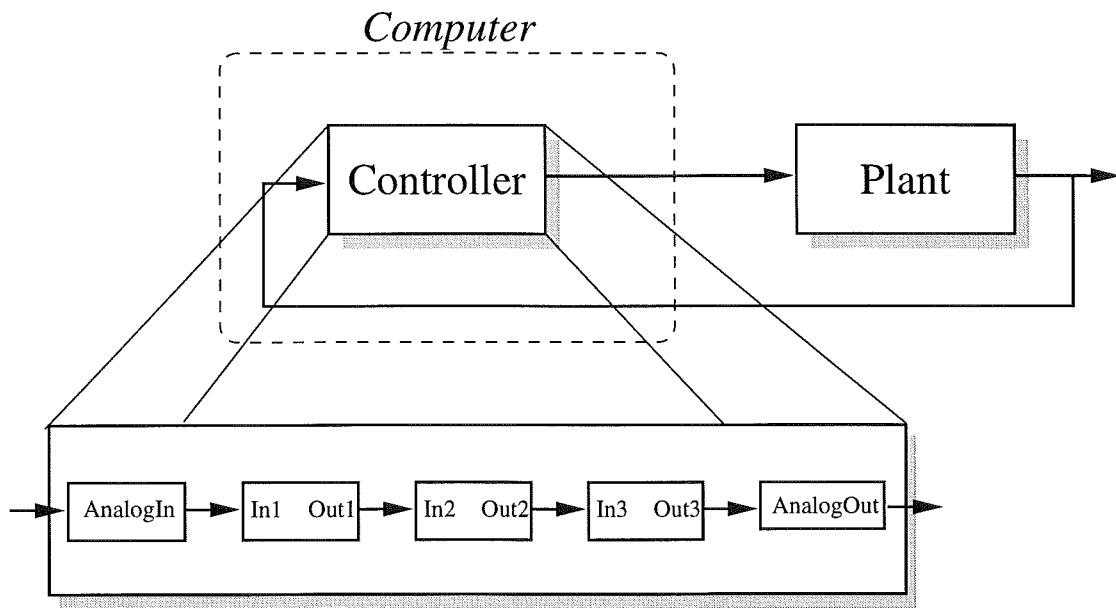 Computer
Controller
Plant
AnalogIn
In1 Out1
In2 Out2
In3 Out3
AnalogOut